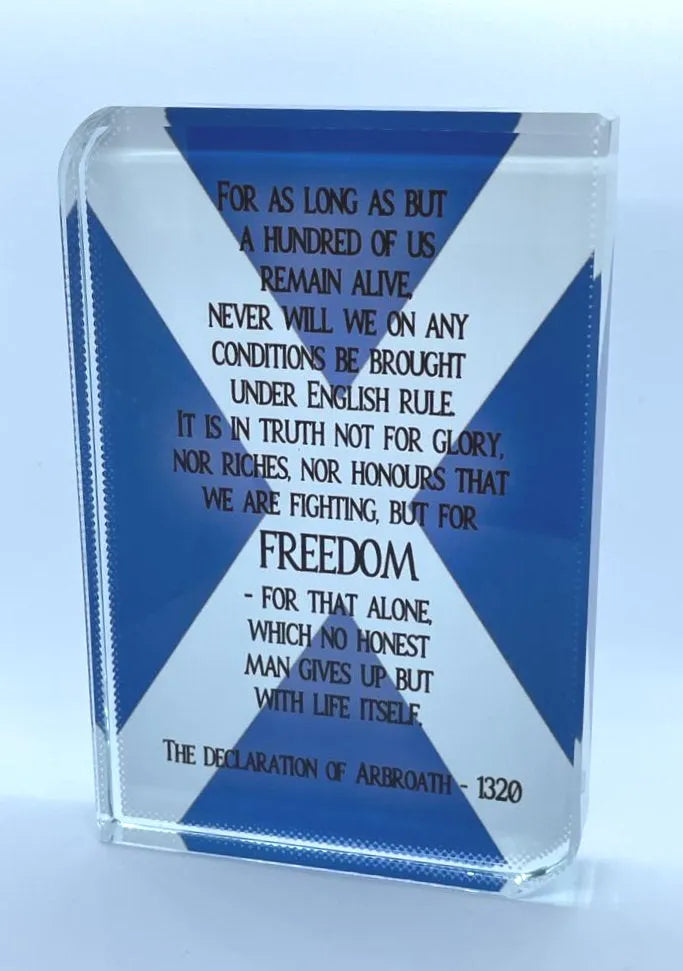 For as long as but
a hundred of us
remain alive,
never will we on any
conditions be brought
under English rule.
It is in truth not for glory,
nor riches, nor honours that
we are fighting, but for
FREEDOM
- for that alone,
which no honest
man gives up but
with life itself.
The declaration of Arbroath - 1320